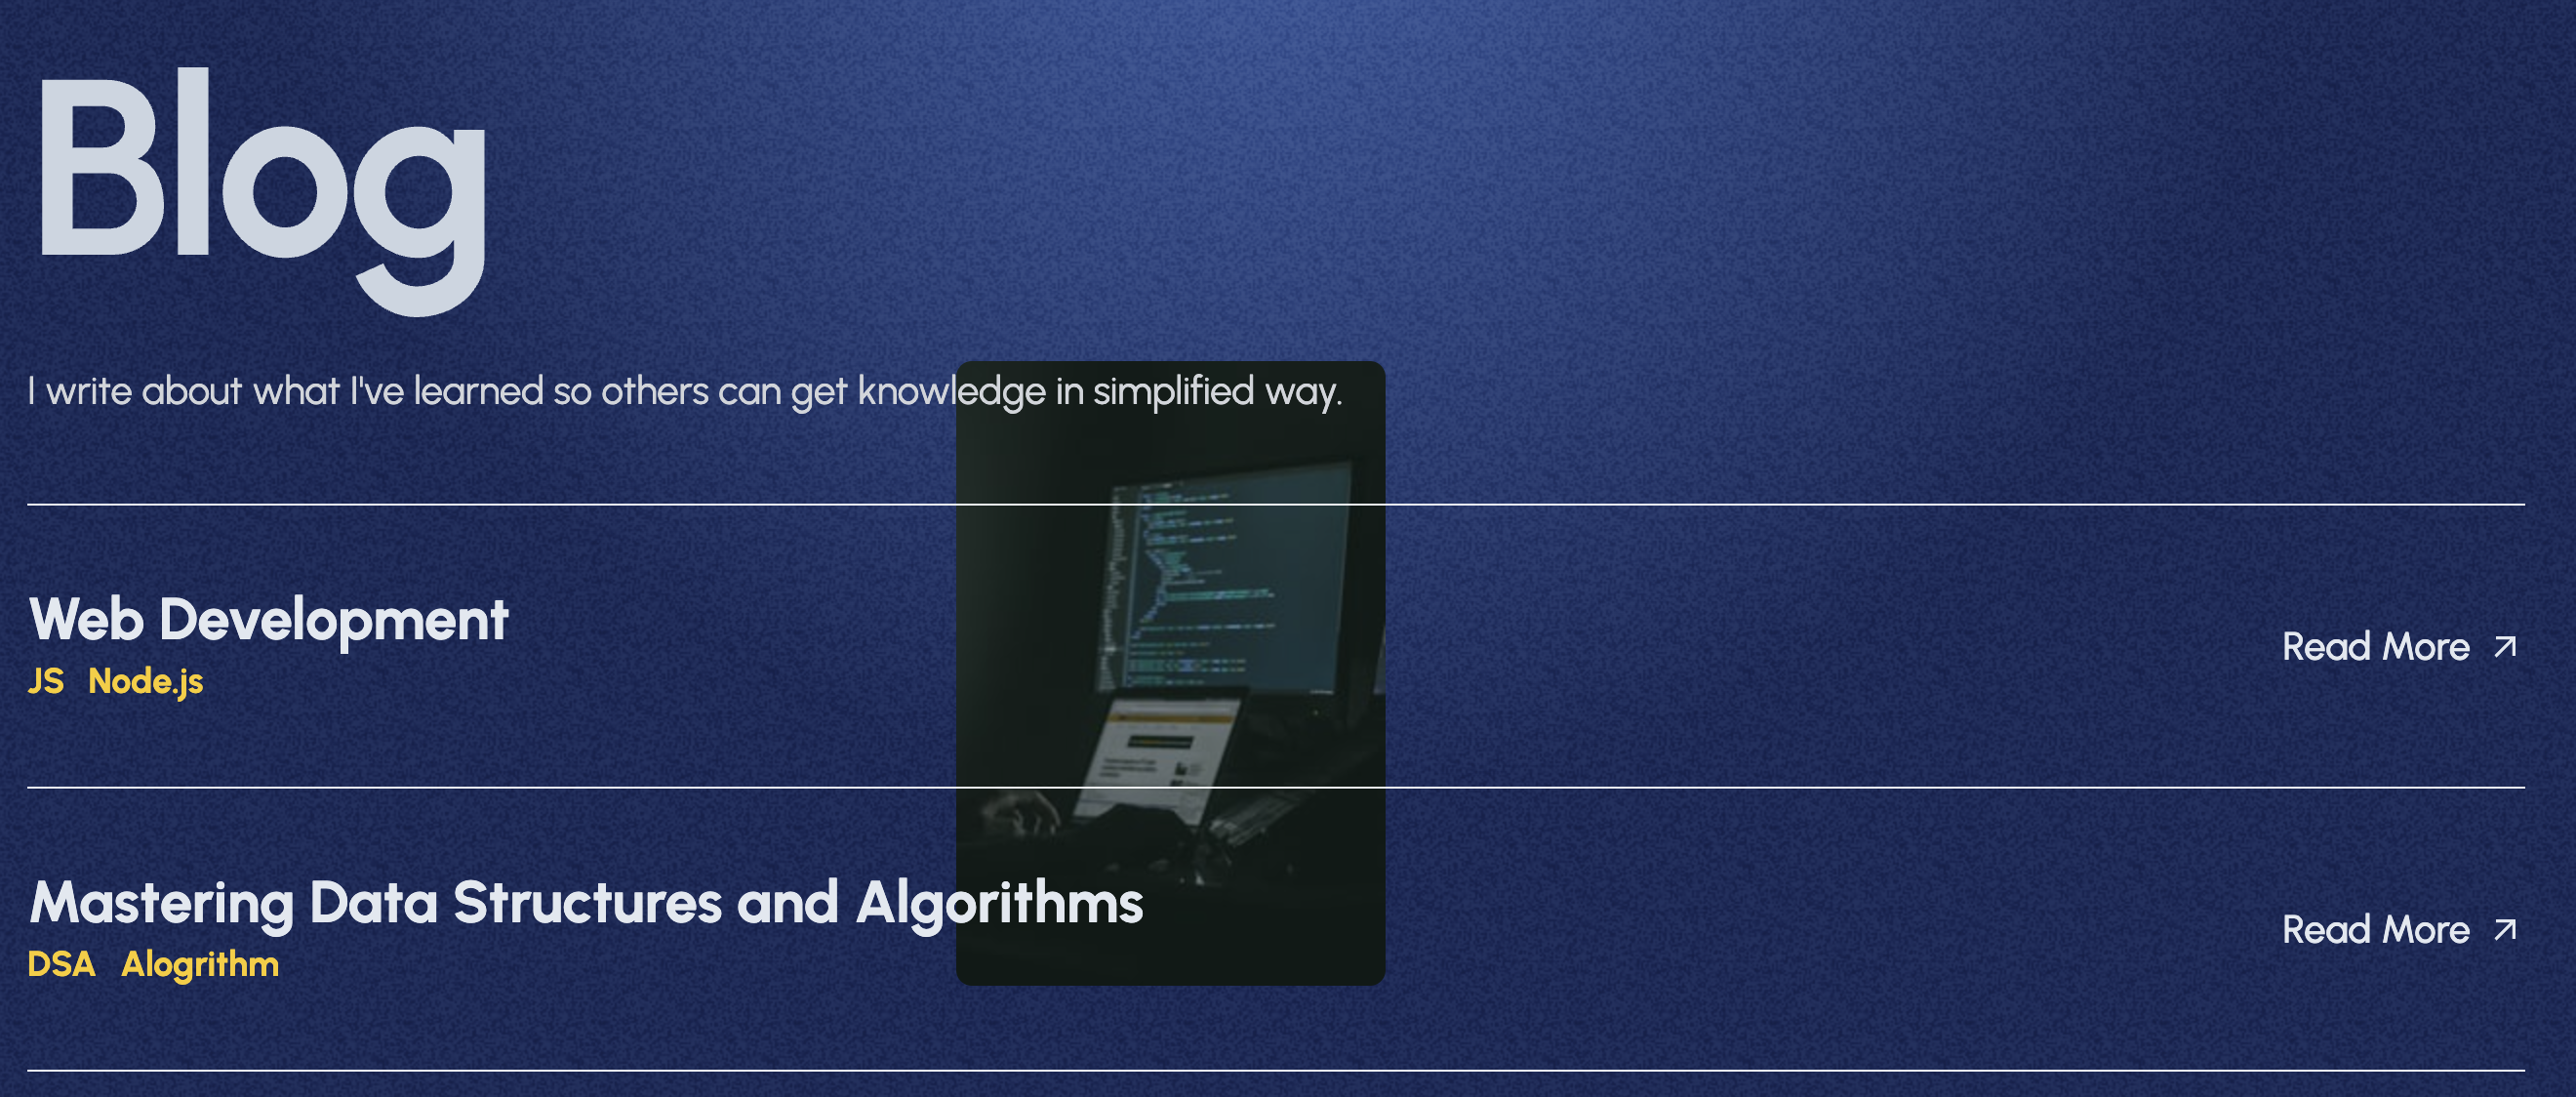 Blog
I write about what I've learned so others can get knowledge in simplified way.
Web Development
JS Node.js
Read More
Mastering Data Structures and Algorithms
DSA Alogrithm
Read More